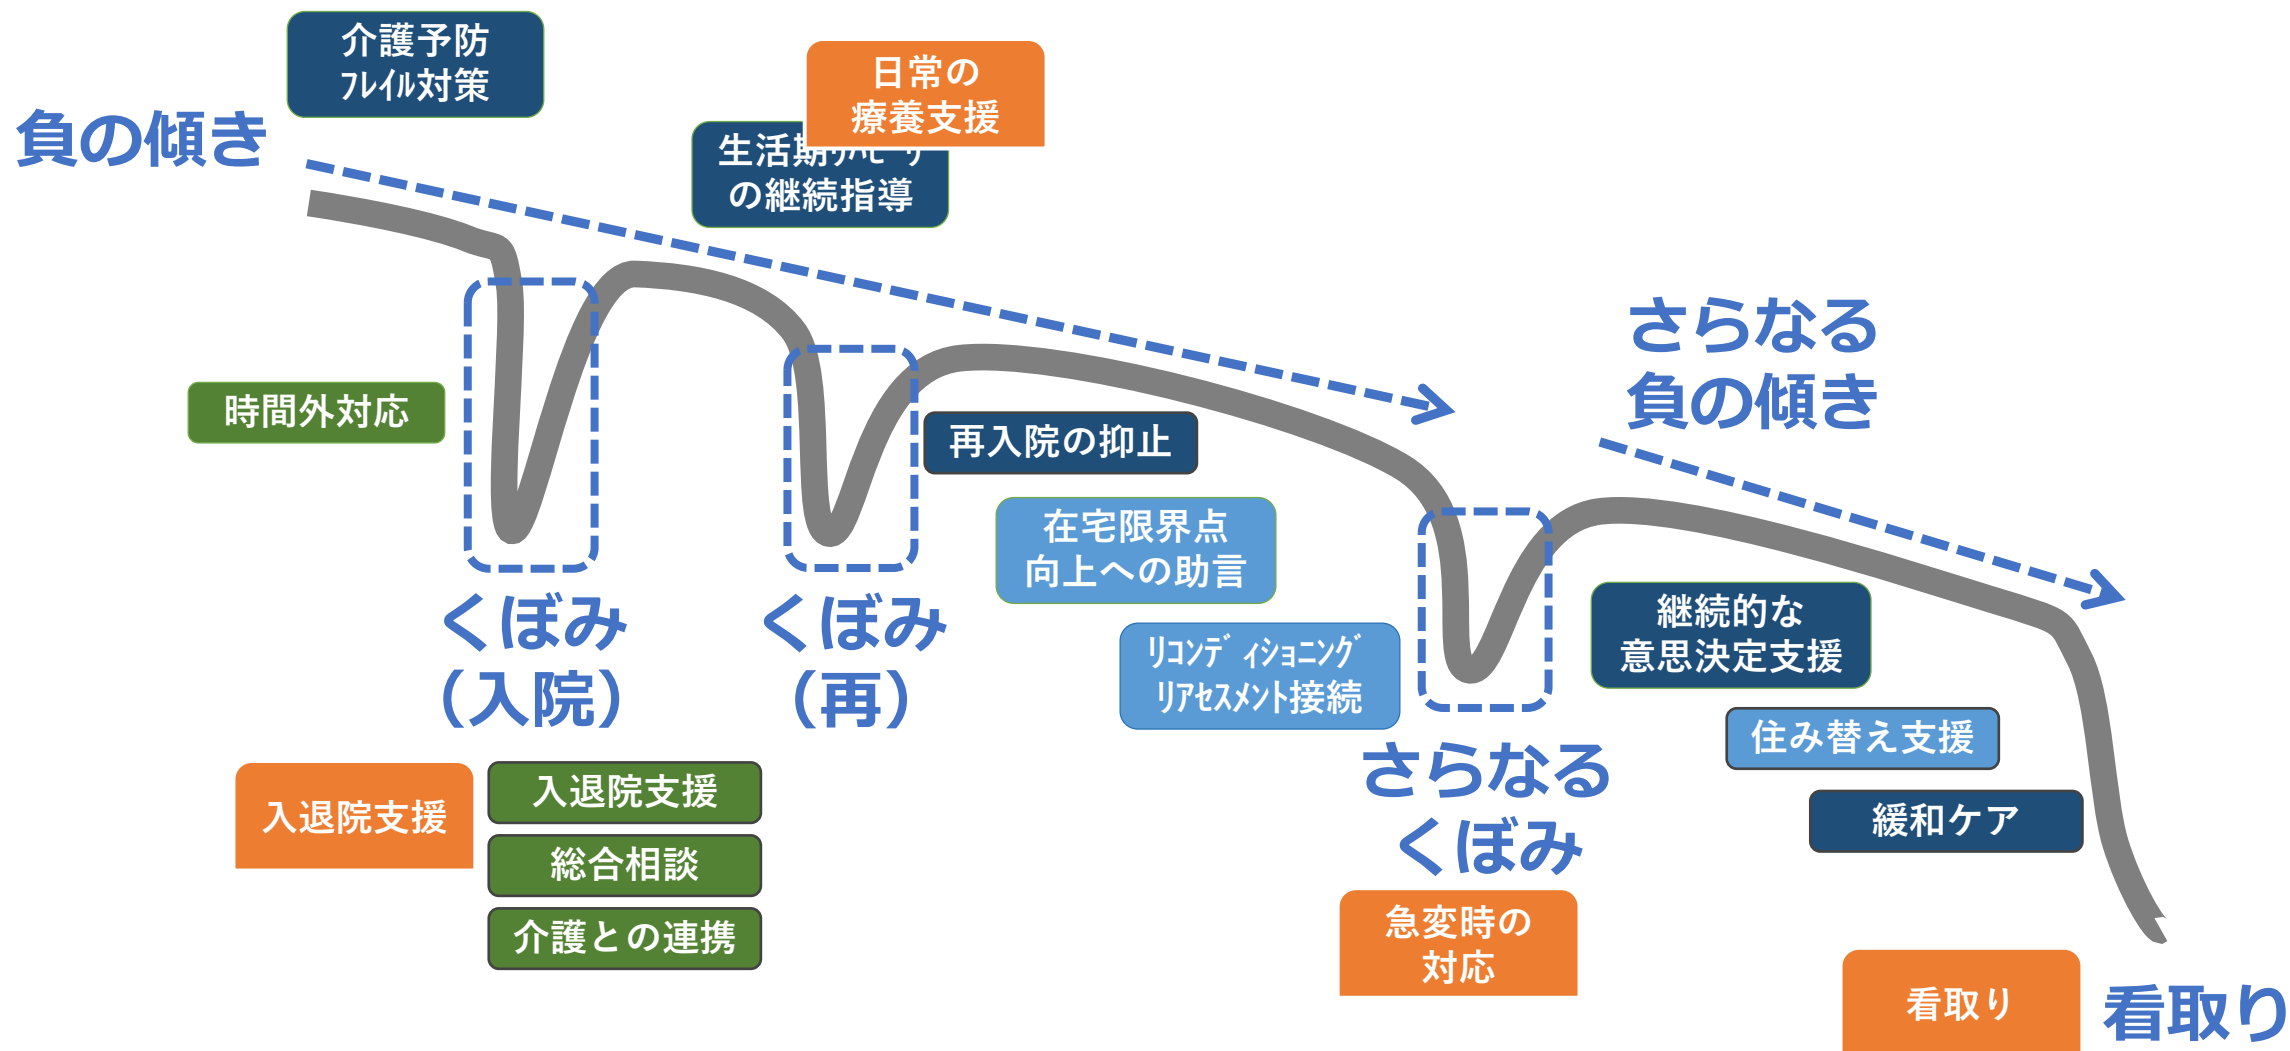 介護予防
ﾌﾚｲﾙ対策
日常の
療養支援
負の傾き
生活期ﾘﾊﾋﾞﾘ
の継続指導
さらなる
負の傾き
時間外対応
再入院の抑止
在宅限界点
向上への助言
くぼみ
（入院）
くぼみ
（再）
ﾘｺﾝﾃﾞｨｼｮﾆﾝｸﾞ
ﾘｱｾｽﾒﾝﾄ接続
継続的な
意思決定支援
住み替え支援
さらなる
くぼみ
入退院支援
入退院支援
総合相談
介護との連携
緩和ケア
急変時の
対応
看取り
看取り